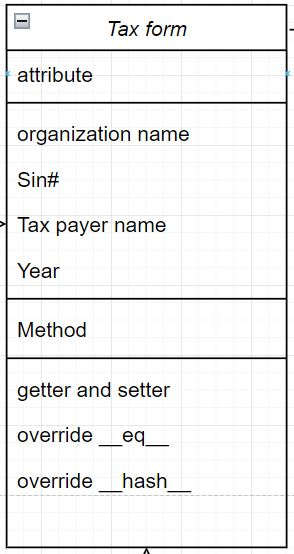 Tax form
attribute
organization name
Sin#
Tax payer name
Year
Method
getter and setter
override __eq__
override __hash__